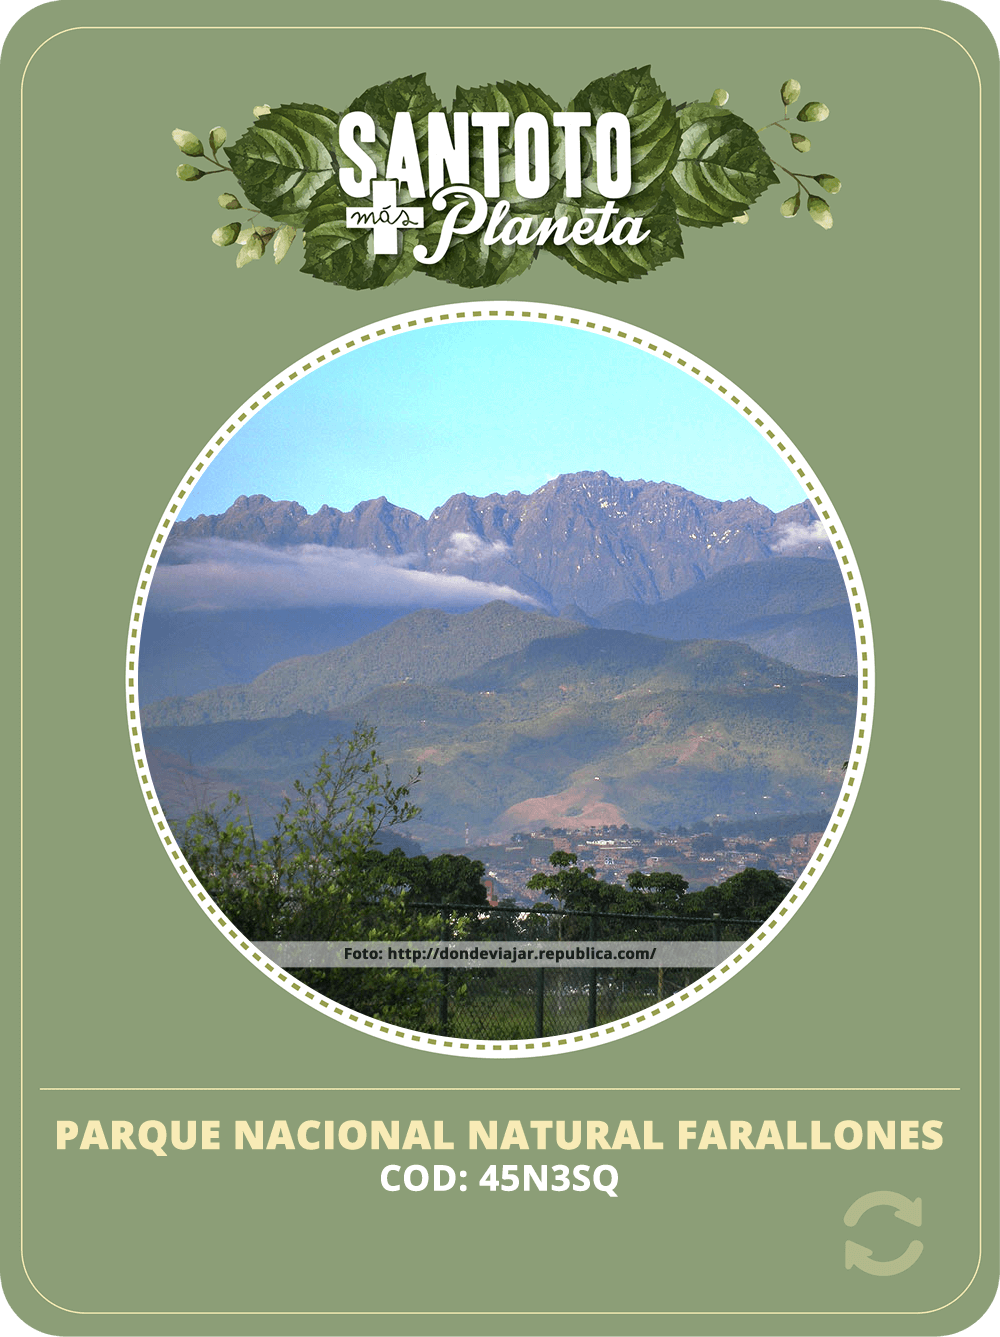 SANTOTO
más Planeta
Foto: http://dondeviajar.republica.com/
PARQUE NACIONAL NATURAL FARALLONES
COD: 45N3SQ